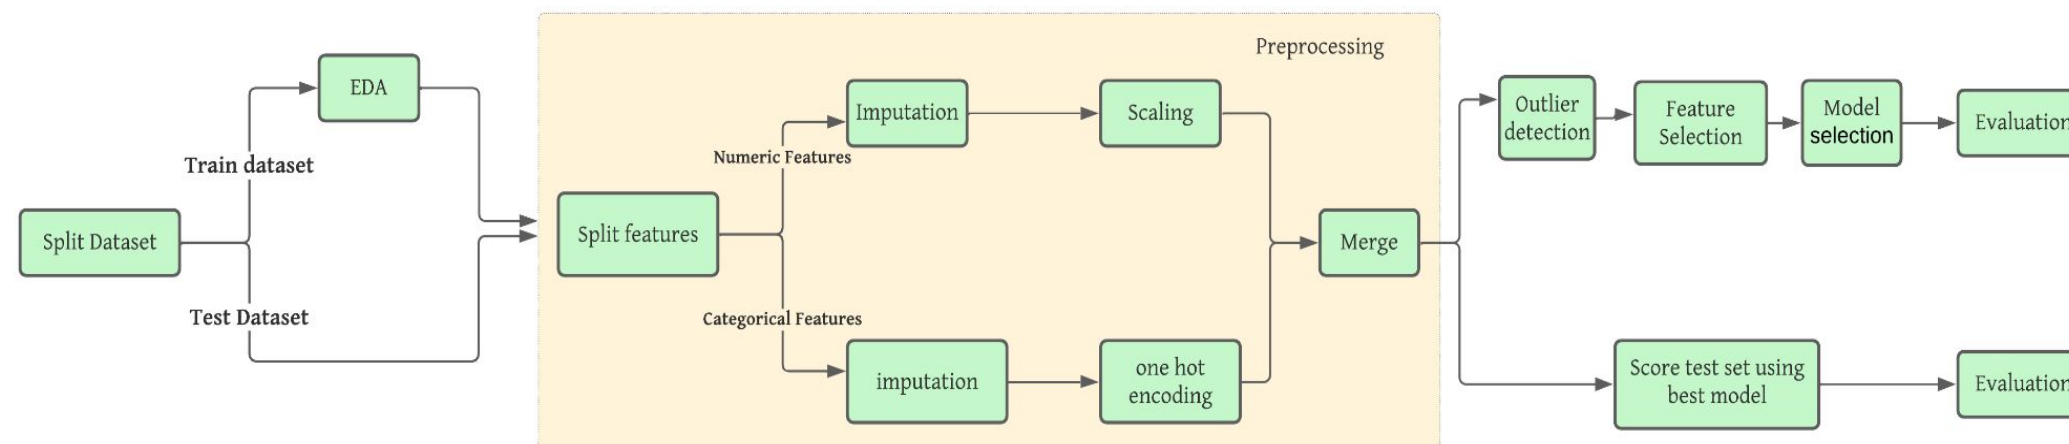 Split Dataset
Train dataset
Test Dataset
EDA
Preprocessing
Split features
Numeric Features
Categorical Features
Imputation
Scaling
imputation
one hot
encoding
Merge
Outlier
detection
Feature
Selection
Model
selection
Evaluation
Score test set using
best model
Evaluation